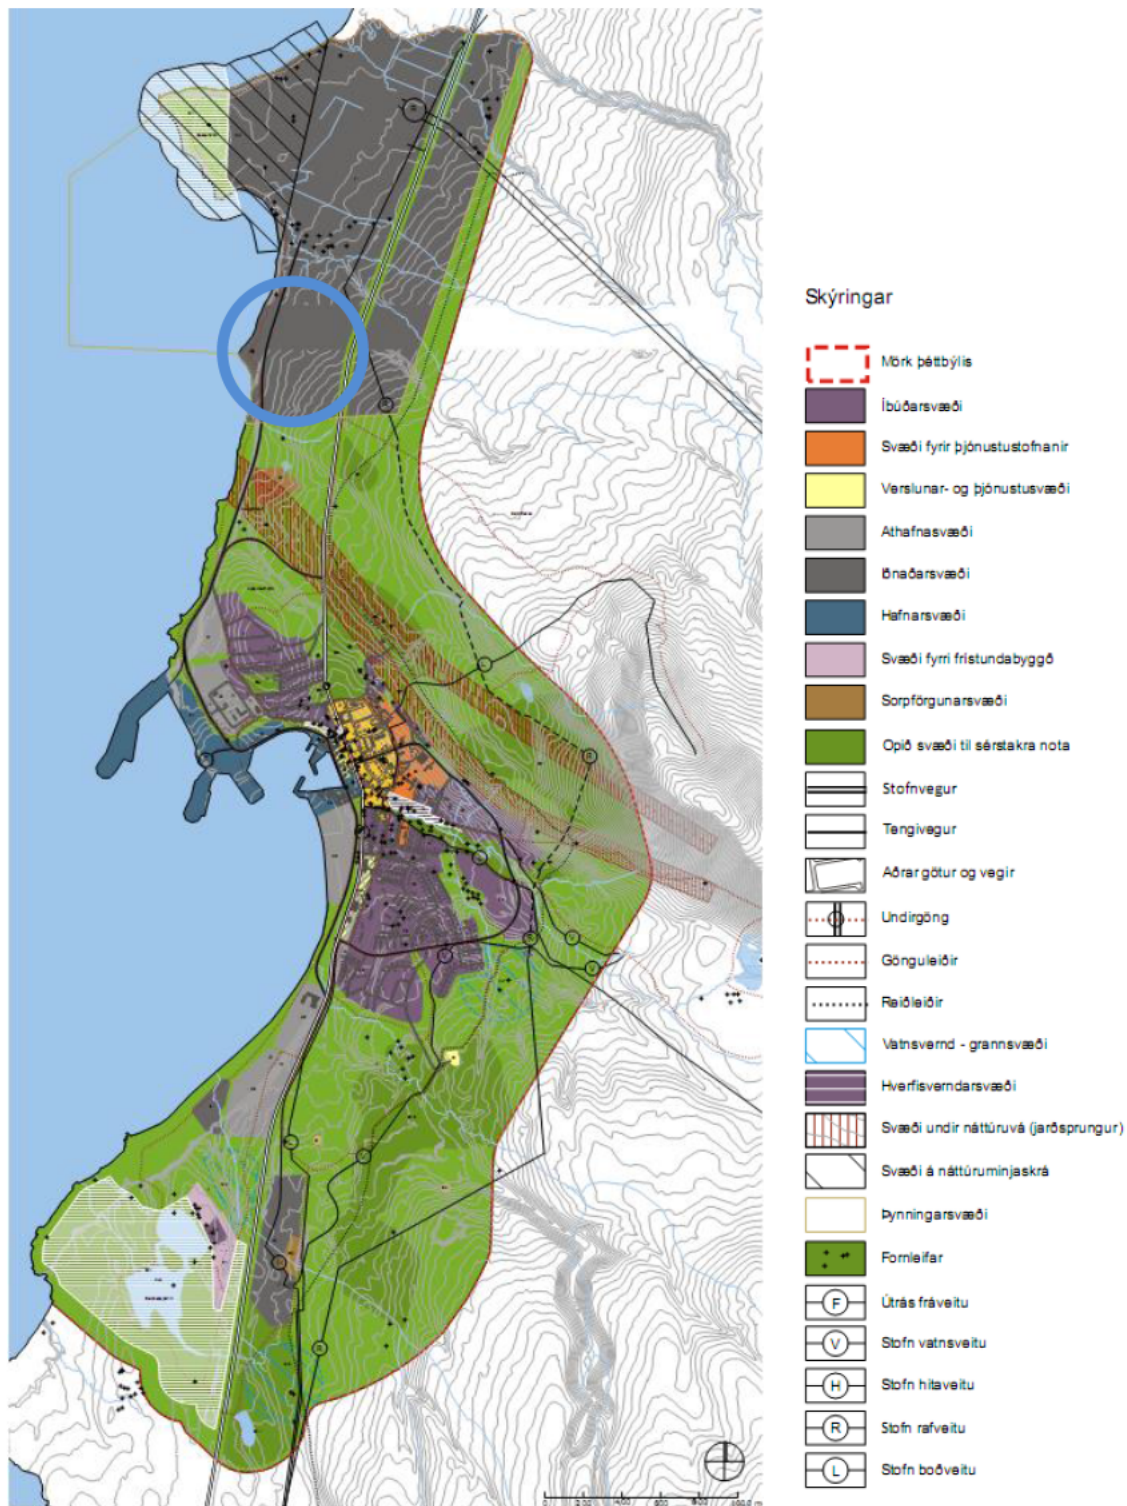 Skýringar
Mörk þéttbýlis
Íbúðarsvæði
Svæði fyrir þjónustustofnanir
Verslunar- og þjónustusvæði
Athafnasvæði
Iðnaðarsvæði
Hafnarsvæði
Svæði fyrri frístundabyggð
Sorpförgunarsvæði
Opið svæði til sérstakra nota
Stofnvegur
Tengivegur
Aðrar götur og vegir
Undirgöng
Gönguleiðir
Reiðleiðir
Vatnsvernd - grannsvæði
Hverfisverndarsvæði
Svæði undir náttúruvá (jarðsprungur)
Svæði á náttúruminjaskrá
Þynningarsvæði
Fornleifar
F Útrás fráveitu
V Stofn vatnsveitu
H Stofn hitaveitu
R Stofn rafveitu
L Stofn boðveitu